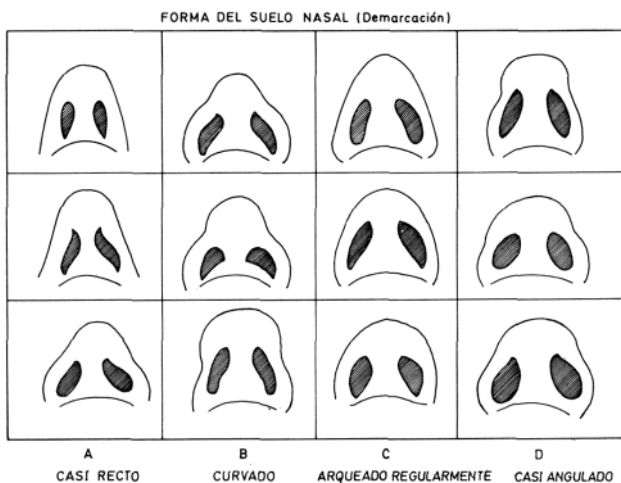 FORMA DEL SUELO NASAL (Demarcación)
A B C D
CASI RECTO CURVADO ARQUEADO REGULARMENTE CASI ANGULADO